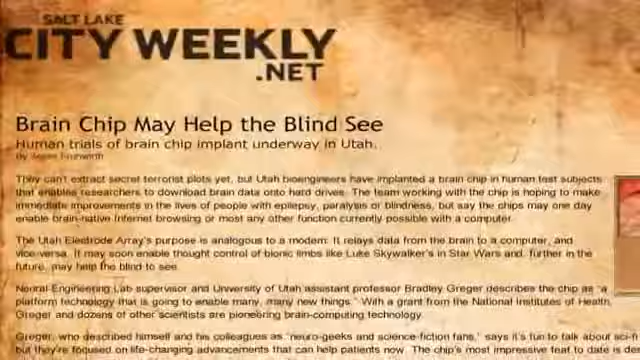 SALT LAKE
CITY WEEKLY
.NET
Brain Chip May Help the Blind See
Human trials of brain chip implant underway in Utah.
By
They can't extract secret terrorist plots yet, but Utah bioengineers have implanted a brain chip in human test subjects
that enables researchers to download brain data onto hard drives. The team working with the chip is hoping to make
immediate improvements in the lives of people with epilepsy, paralysis or blindness, but say the chips may one day
enable brain-native Internet browsing or most any other function currently possible with a computer.
The Utah Electrode Array's purpose is analogous to a modem: It relays data from the brain to a computer, and
vice-versa. It may soon enable thought control of bionic limbs like Luke Skywalker's in Star Wars and, further in the
future, may help the blind to see.
Neural Engineering Lab supervisor and University of Utah assistant professor Bradley Greger describes the chip as "a
platform technology that is going to enable many, many new things." With a grant from the National Institutes of Health,
Greger and dozens of other scientists are pioneering brain-computing technology.
Greger, who described himself and his colleagues as "neuro-geeks and science-fiction fans," says it's fun to talk about sci-fi
but they're focused on life-changing advancements that can help patients now. The chip's most impressive feat to date is d